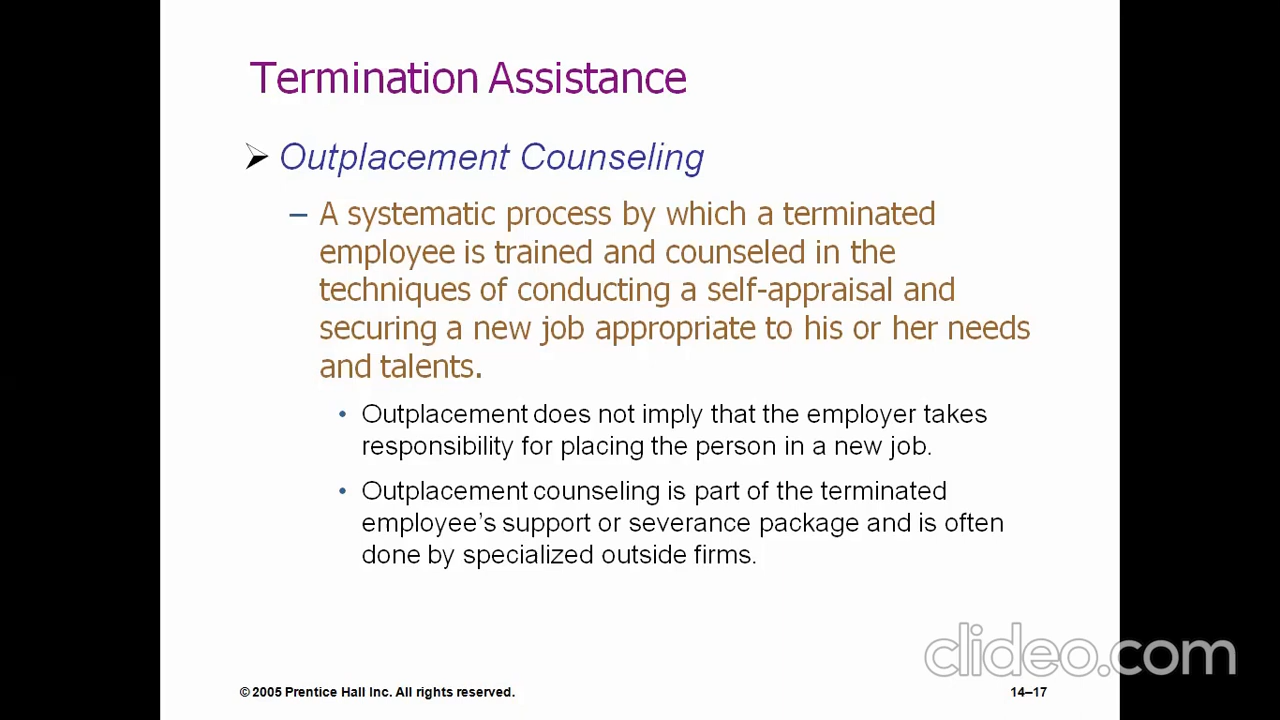 Termination Assistance
➢ Outplacement Counseling
– A systematic process by which a terminated
employee is trained and counseled in the
techniques of conducting a self-appraisal and
securing a new job appropriate to his or her needs
and talents.
• Outplacement does not imply that the employer takes
responsibility for placing the person in a new job.
• Outplacement counseling is part of the terminated
employee’s support or severance package and is often
done by specialized outside firms.
clideo.com
© 2005 Prentice Hall Inc. All rights reserved.
14–17